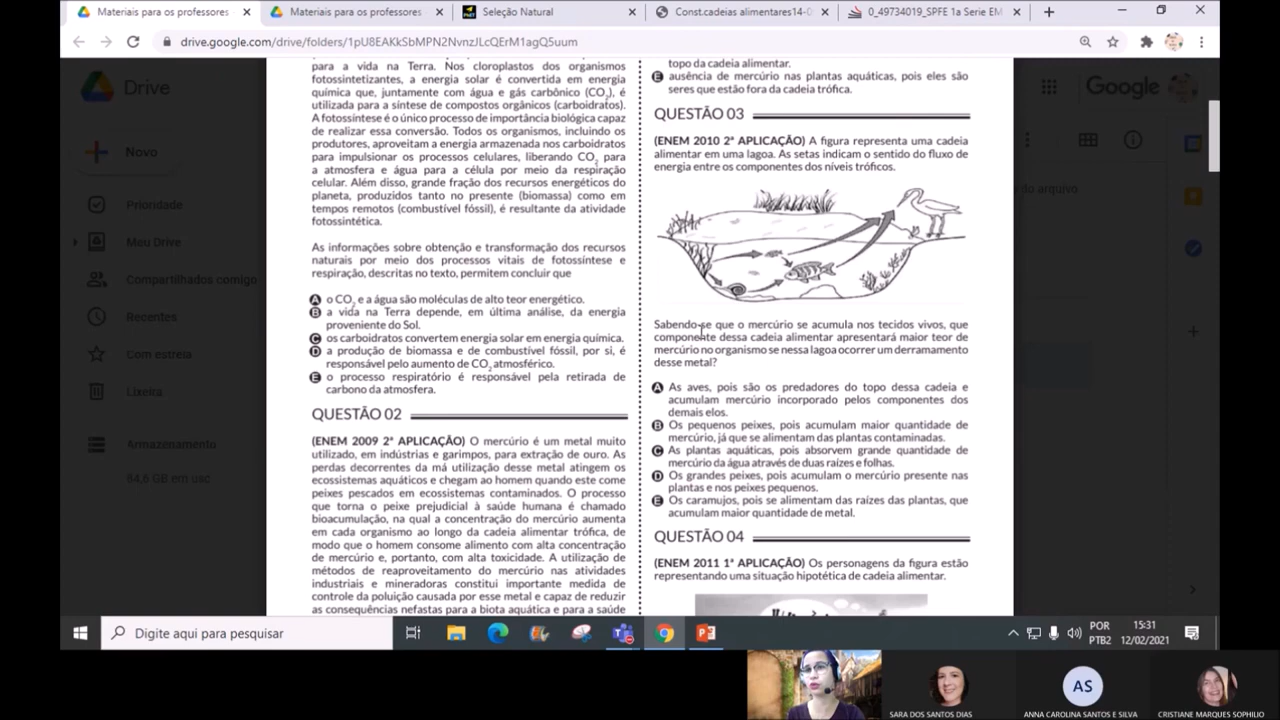 Materiais para os professores
Materiais para os professores
Seleção Natural
Const.cadeias alimentares14-0
0_49734019_SPFE 1a Serie EM
drive.google.com/drive/folders/1pU8EAKkSbMPN2NvnzJLcQErM1agQ5uum
Drive
Google
Novo
Prioridade
Meu Drive
Compartilhados comigo
Recentes
Com estrela
Lixeira
Armazenamento
64,6 GB em uso
do arquivo
para a vida na Terra. Nos cloroplastos dos organismos
fotossintetizantes, a energia solar é convertida em energia
química que, juntamente com água e gás carbônico (CO2), é
utilizada para a síntese de compostos orgânicos (carboidratos).
A fotossíntese é o único processo de importância biológica capaz
de realizar essa conversão. Todos os organismos, incluindo os
produtores, aproveitam a energia armazenada nos carboidratos
para impulsionar os processos celulares, liberando CO2 para
a atmosfera e água para a célula por meio da respiração
celular. Além disso, grande fração dos recursos energéticos do
planeta, produzidos tanto no presente (biomassa) como em
tempos remotos (combustível fóssil), é resultante da atividade
fotossintética.
As informações sobre obtenção e transformação dos recursos
naturais por meio dos processos vitais de fotossíntese e
respiração, descritas no texto, permitem concluir que
A o CO2 e a água são moléculas de alto teor energético.
B a vida na Terra depende, em última análise, da energia
proveniente do Sol.
C os carboidratos convertem energia solar em energia química.
D a produção de biomassa e de combustível fóssil, por si, é
responsável pelo aumento de CO2 atmosférico.
E o processo respiratório é responsável pela retirada de
carbono da atmosfera.
QUESTÃO 02
(ENEM 2009 2ª APLICAÇÃO) O mercúrio é um metal muito
utilizado, em indústrias e garimpos, para extração de ouro. As
perdas decorrentes da má utilização desse metal atingem os
ecossistemas aquáticos e chegam ao homem quando este come
peixes pescados em ecossistemas contaminados. O processo
que torna o peixe prejudicial à saúde humana é chamado
bioacumulação, na qual a concentração do mercúrio aumenta
em cada organismo ao longo da cadeia alimentar trófica, de
modo que o homem consome alimento com alta concentração
de mercúrio e, portanto, com alta toxicidade. A utilização de
métodos de reaproveitamento do mercúrio nas atividades
industriais e mineradoras constitui importante medida de
controle da poluição causada por esse metal e capaz de reduzir
as consequências nefastas para a biota aquática e para a saúde
topo da cadeia alimentar.
E ausência de mercúrio nas plantas aquáticas, pois eles são
seres que estão fora da cadeia trófica.
QUESTÃO 03
(ENEM 2010 2ª APLICAÇÃO) A figura representa uma cadeia
alimentar em uma lagoa. As setas indicam o sentido do fluxo de
energia entre os componentes dos níveis tróficos.
Sabendo-se que o mercúrio se acumula nos tecidos vivos, que
componente dessa cadeia alimentar apresentará maior teor de
mercúrio no organismo se nessa lagoa ocorrer um derramamento
desse metal?
A As aves, pois são os predadores do topo dessa cadeia e
acumulam mercúrio incorporado pelos componentes dos
demais elos.
B Os pequenos peixes, pois acumulam maior quantidade de
mercúrio, já que se alimentam das plantas contaminadas.
C As plantas aquáticas, pois absorvem grande quantidade de
mercúrio da água através de duas raízes e folhas.
D Os grandes peixes, pois acumulam o mercúrio presente nas
plantas e nos peixes pequenos.
E Os caramujos, pois se alimentam das raízes das plantas, que
acumulam maior quantidade de metal.
QUESTÃO 04
(ENEM 2011 1ª APLICAÇÃO) Os personagens da figura estão
representando uma situação hipotética de cadeia alimentar.
Digite aqui para pesquisar
POR
PTB2
15:31
12/02/2021
AS
SARA DOS SANTOS DIAS
ANNA CAROLINA SANTOS E SILVA
CRISTIANE MARQUES SOPHILIO